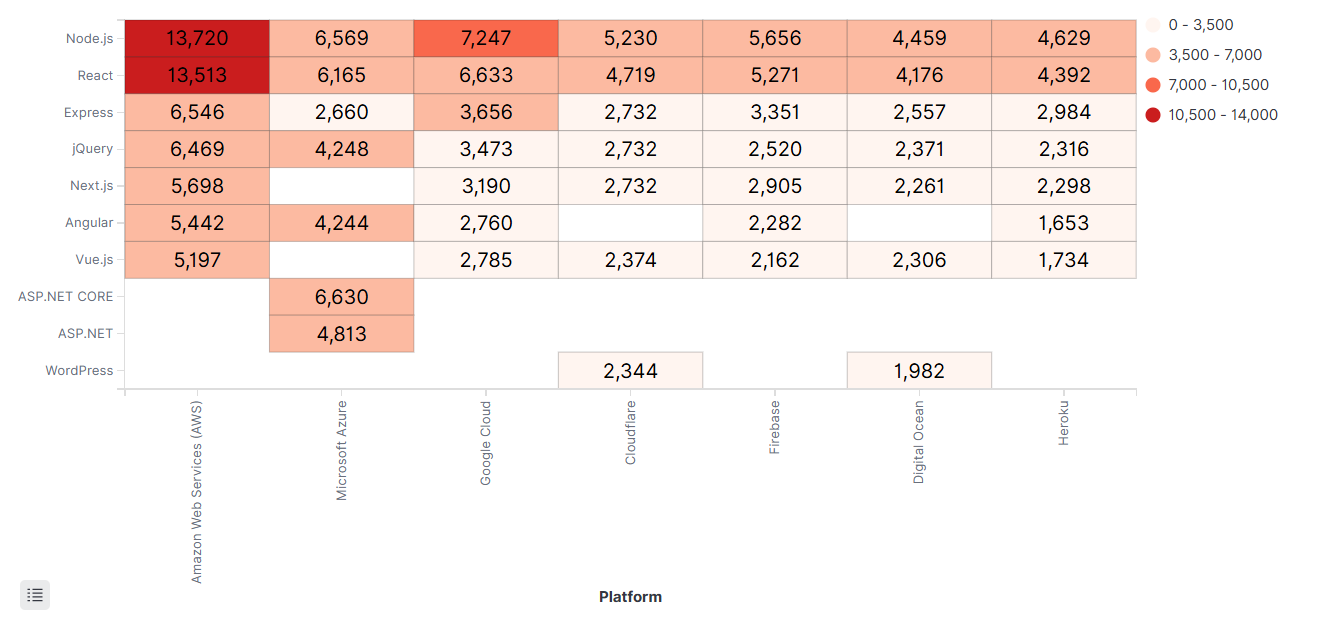 Node.js 13,720 6,569 7,247 5,230 5,656 4,459 4,629
React 13,513 6,165 6,633 4,719 5,271 4,176 4,392
Express 6,546 2,660 3,656 2,732 3,351 2,557 2,984
jQuery 6,469 4,248 3,473 2,732 2,520 2,371 2,316
Next.js 5,698 3,190 2,732 2,905 2,261 2,298
Angular 5,442 4,244 2,760 2,282 1,653
Vue.js 5,197 2,785 2,374 2,162 2,306 1,734
ASP.NET CORE 6,630
ASP.NET 4,813
WordPress 2,344 1,982
Amazon Web Services (AWS)
Microsoft Azure
Google Cloud
Cloudflare
Firebase
Digital Ocean
Heroku
Platform
0 - 3,500
3,500 - 7,000
7,000 - 10,500
10,500 - 14,000